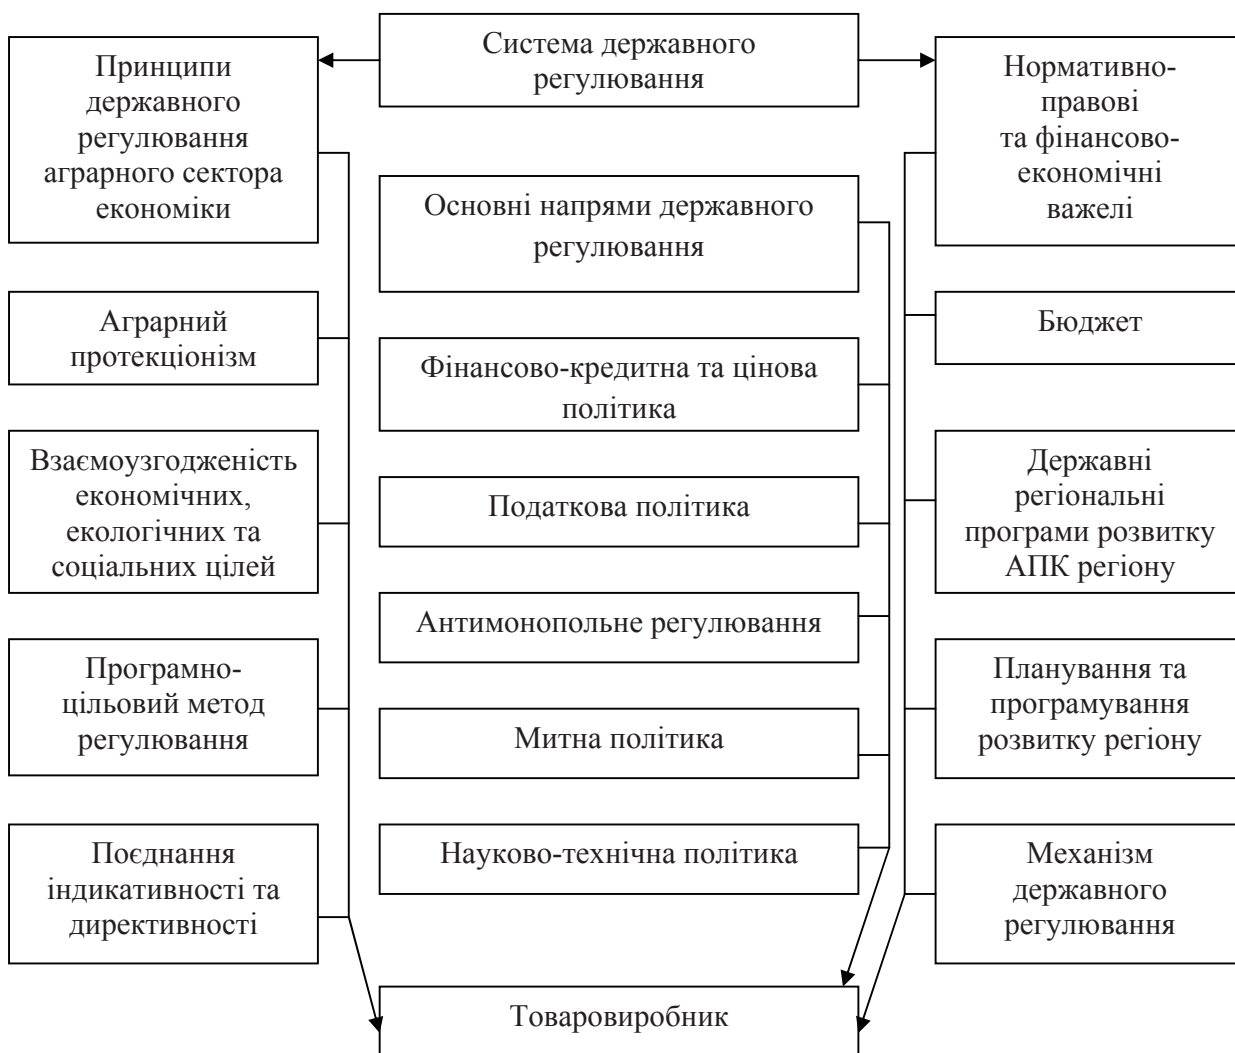 Система державного
регулювання
Принципи
державного
регулювання
аграрного сектора
економіки
Аграрний
протекціонізм
Взаємоузгодженість
економічних,
екологічних та
соціальних цілей
Програмно-
цільовий метод
регулювання
Поєднання
індикативності та
директивності
Основні напрями державного
регулювання
Фінансово-кредитна та цінова
політика
Податкова політика
Антимонопольне регулювання
Митна політика
Науково-технічна політика
Нормативно-
правові
та фінансово-
економічні
важелі
Бюджет
Державні
регіональні
програми розвитку
АПК регіону
Планування та
програмування
розвитку регіону
Механізм
державного
регулювання
Товаровиробник